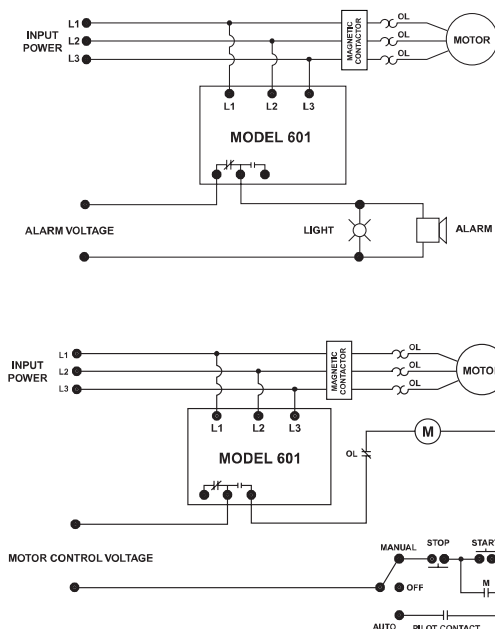 L1
INPUT
POWER
L2
L3
MAGNETIC
CONTACTOR
OL
OL
OL
MOTOR
L1 L2 L3
MODEL 601
ALARM VOLTAGE
LIGHT
ALARM
L1
INPUT
POWER
L2
L3
MAGNETIC
CONTACTOR
OL
OL
OL
MOTOR
L1 L2 L3
MODEL 601
OL
M
MOTOR CONTROL VOLTAGE
MANUAL
STOP
START
OFF
M
AUTO
PILOT CONTACT